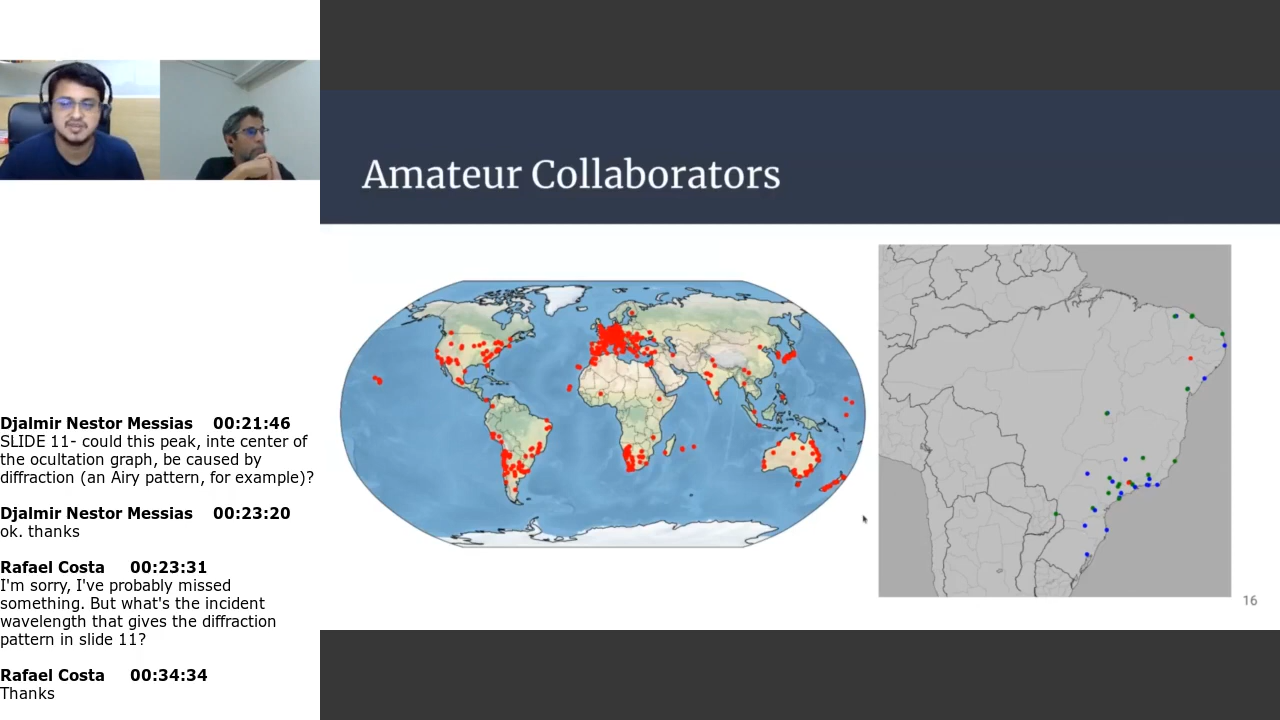 Amateur Collaborators
Djalmir Nestor Messias 00:21:46
SLIDE 11- could this peak, inte center of
the ocultation graph, be caused by
diffraction (an Airy pattern, for example)?
Djalmir Nestor Messias 00:23:20
ok. thanks
Rafael Costa 00:23:31
I'm sorry, I've probably missed
something. But what's the incident
wavelength that gives the diffraction
pattern in slide 11?
Rafael Costa 00:34:34
Thanks
16